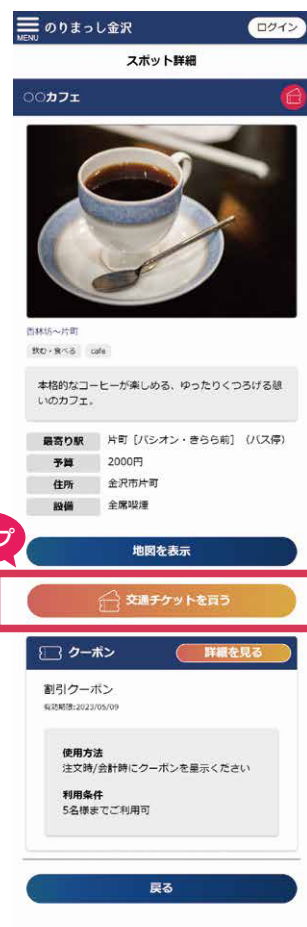 MENU
のりまっし金沢
ログイン
スポット詳細
○○カフェ
香林坊〜片町
飲む・食べる cafe
本格的なコーヒーが楽しめる、ゆったりくつろげる憩
いのカフェ。
最寄り駅 片町［パシオン・きらら前］（バス停）
予算 2000円
住所 金沢市片町
設備 全席喫煙
プ
地図を表示
交通チケットを買う
クーポン 詳細を見る
割引クーポン
有効期限:2023/05/09
使用方法
注文時/会計時にクーポンを呈示ください
利用条件
5名様までご利用可
戻る